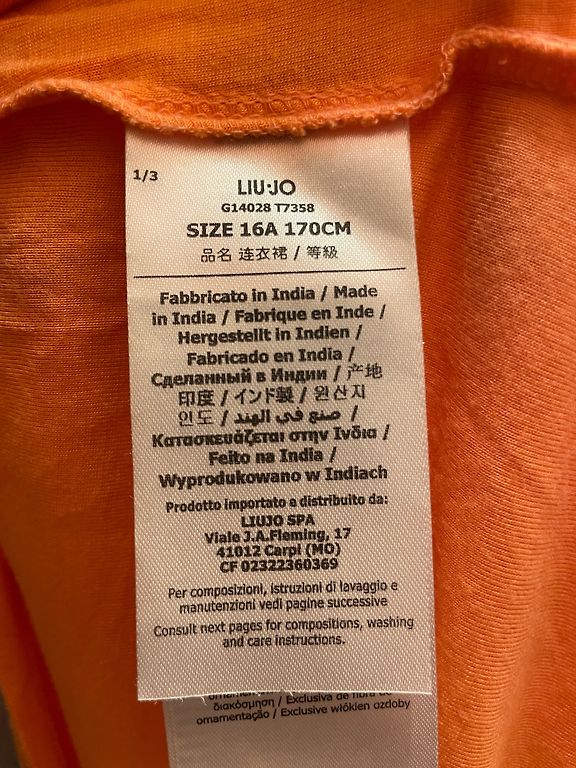 1/3
LIU·JO
G14028 T7358
SIZE 16A 170CM
品名 连衣裙 / 等級
Fabbricato in India / Made
in India / Fabrique en Inde /
Hergestellt in Indien /
Fabricado en India /
Сделанный в Индии / 产地
印度 / インド製 / 원산지
인도 / صنع في الهند /
Κατασκευάζεται στην Ινδια /
Feito na India /
Wyprodukowano w Indiach
Prodotto importato e distribuito da:
LIUJO SPA
Viale J.A.Fleming, 17
41012 Carpi (MO)
CF 02322360369
Per composizioni, istruzioni di lavaggio e
manutenzioni vedi pagine successive
Consult next pages for compositions, washing
and care instructions.
διακόσμηση / Exclusiva de fibra de
ornamentação / Exclusive włókien ozdoby